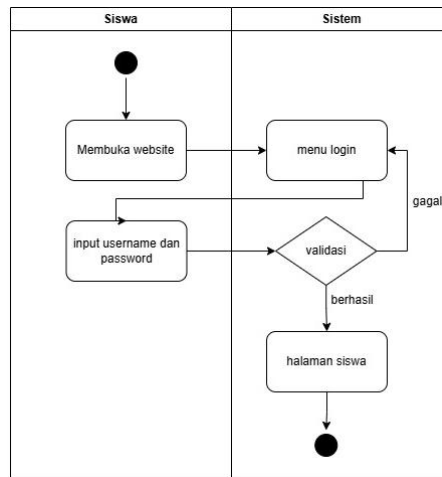 Siswa
Sistem
Membuka website
menu login
gagal
input username dan
password
validasi
berhasil
halaman siswa